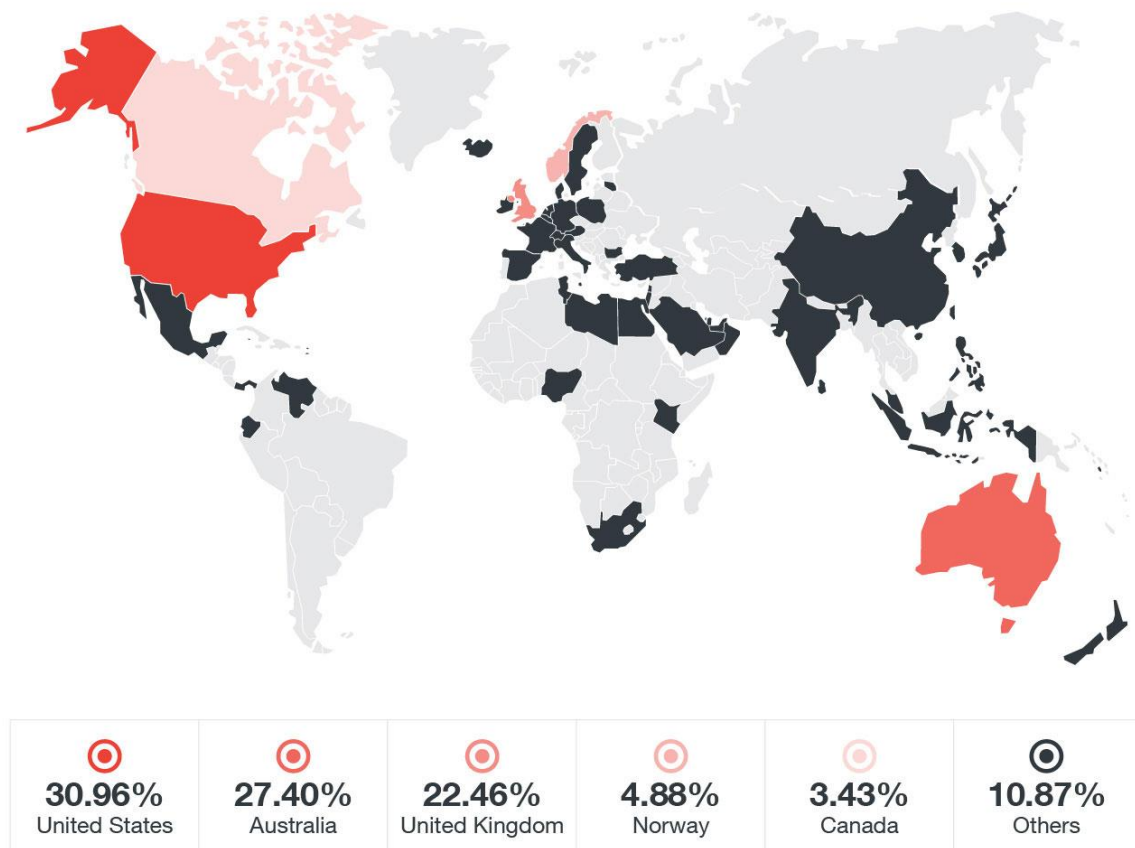 30.96%
United States
27.40%
Australia
22.46%
United Kingdom
4.88%
Norway
3.43%
Canada
10.87%
Others